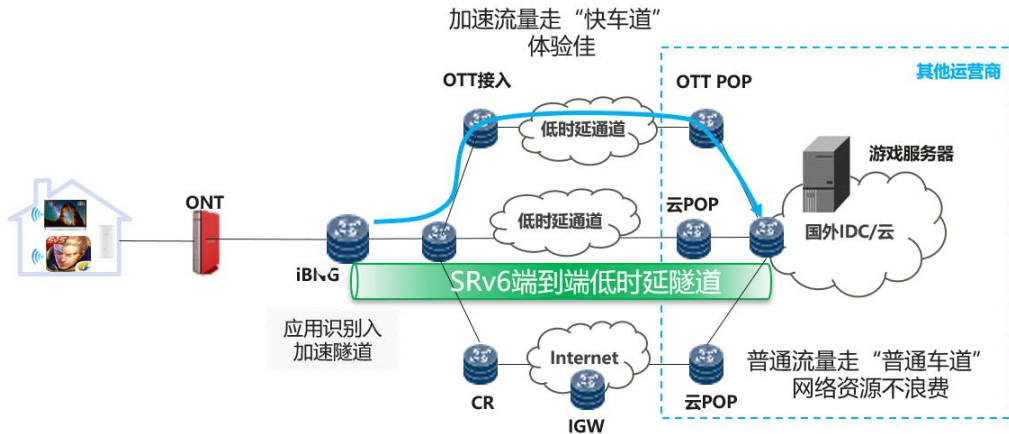 加速流量走“快车道”
体验佳
OTT接入
OTT POP
其他运营商
低时延通道
游戏服务器
ONT
云POP
低时延通道
国外IDC/云
iBNG
SRv6端到端低时延隧道
应用识别入
加速隧道
Internet
普通流量走“普通车道”
网络资源不浪费
CR
云POP
IGW